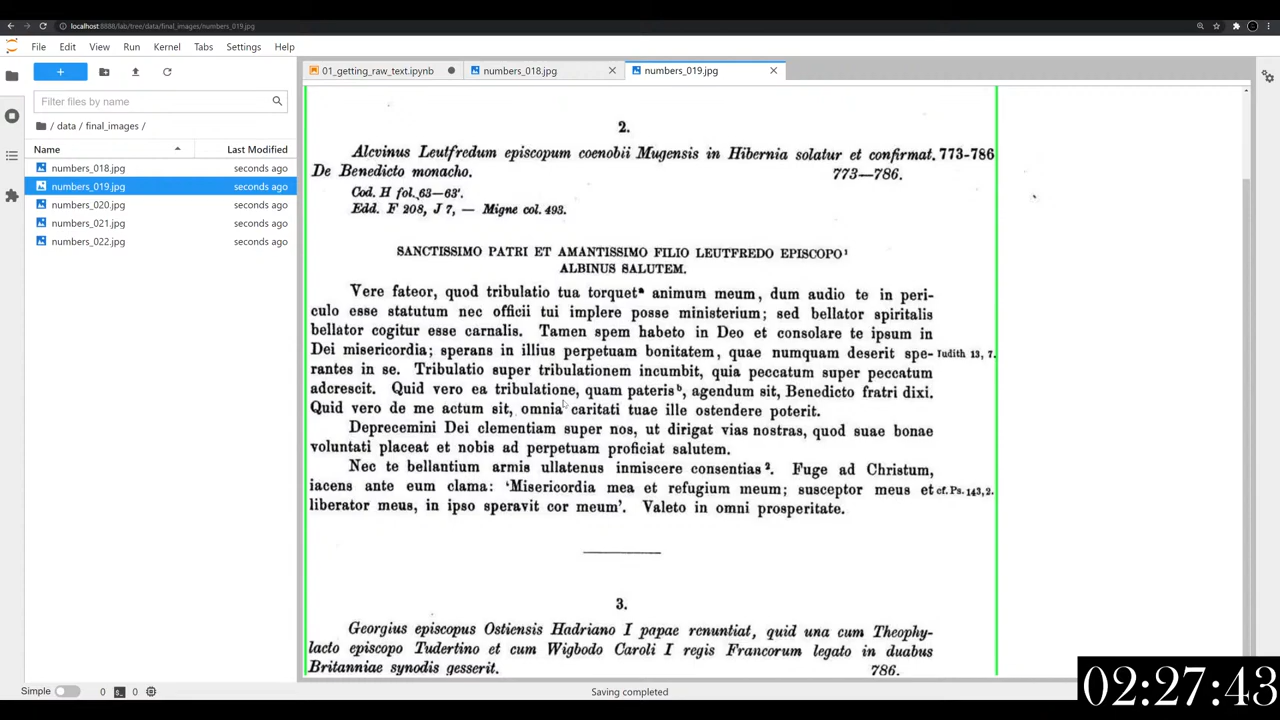 localhost:8888/lab/tree/data/final_images/numbers_019.jpg
File Edit View Run Kernel Tabs Settings Help
+
01_getting_raw_text.ipynb
numbers_018.jpg
numbers_019.jpg
Filter files by name
/ data / final_images /
Name Last Modified
numbers_018.jpg seconds ago
numbers_019.jpg seconds ago
numbers_020.jpg seconds ago
numbers_021.jpg seconds ago
numbers_022.jpg seconds ago
2.
Alcvinus Leutfredum episcopum coenobii Mugensis in Hibernia solatur et confirmat. 773-786
De Benedicto monacho. 773—786.
Cod. H fol. 63—63'.
Edd. F 208, J 7, — Migne col. 493.
SANCTISSIMO PATRI ET AMANTISSIMO FILIO LEUTFREDO EPISCOPO¹
ALBINUS SALUTEM.
Vere fateor, quod tribulatio tua torquetᵃ animum meum, dum audio te in peri-
culo esse statutum nec officii tui implere posse ministerium; sed bellator spiritalis
bellator cogitur esse carnalis. Tamen spem habeto in Deo et consolare te ipsum in
Dei misericordia; sperans in illius perpetuam bonitatem, quae numquam deserit spe- Iudith 13, 7.
rantes in se. Tribulatio super tribulationem incumbit, quia peccatum super peccatum
adcrescit. Quid vero ea tribulatione, quam paterisᵇ, agendum sit, Benedicto fratri dixi.
Quid vero de me actum sit, omnia caritati tuae ille ostendere poterit.
Deprecemini Dei clementiam super nos, ut dirigat vias nostras, quod suae bonae
voluntati placeat et nobis ad perpetuam proficiat salutem.
Nec te bellantium armis ullatenus inmiscere consentias². Fuge ad Christum,
iacens ante eum clama: 'Misericordia mea et refugium meum; susceptor meus et cf. Ps. 143, 2.
liberator meus, in ipso speravit cor meum'. Valeto in omni prosperitate.
3.
Georgius episcopus Ostiensis Hadriano I papae renuntiat, quid una cum Theophy-
lacto episcopo Tudertino et cum Wigbodo Caroli I regis Francorum legato in duabus
Britanniae synodis gesserit. 786.
Simple 0 0 Saving completed
02:27:43